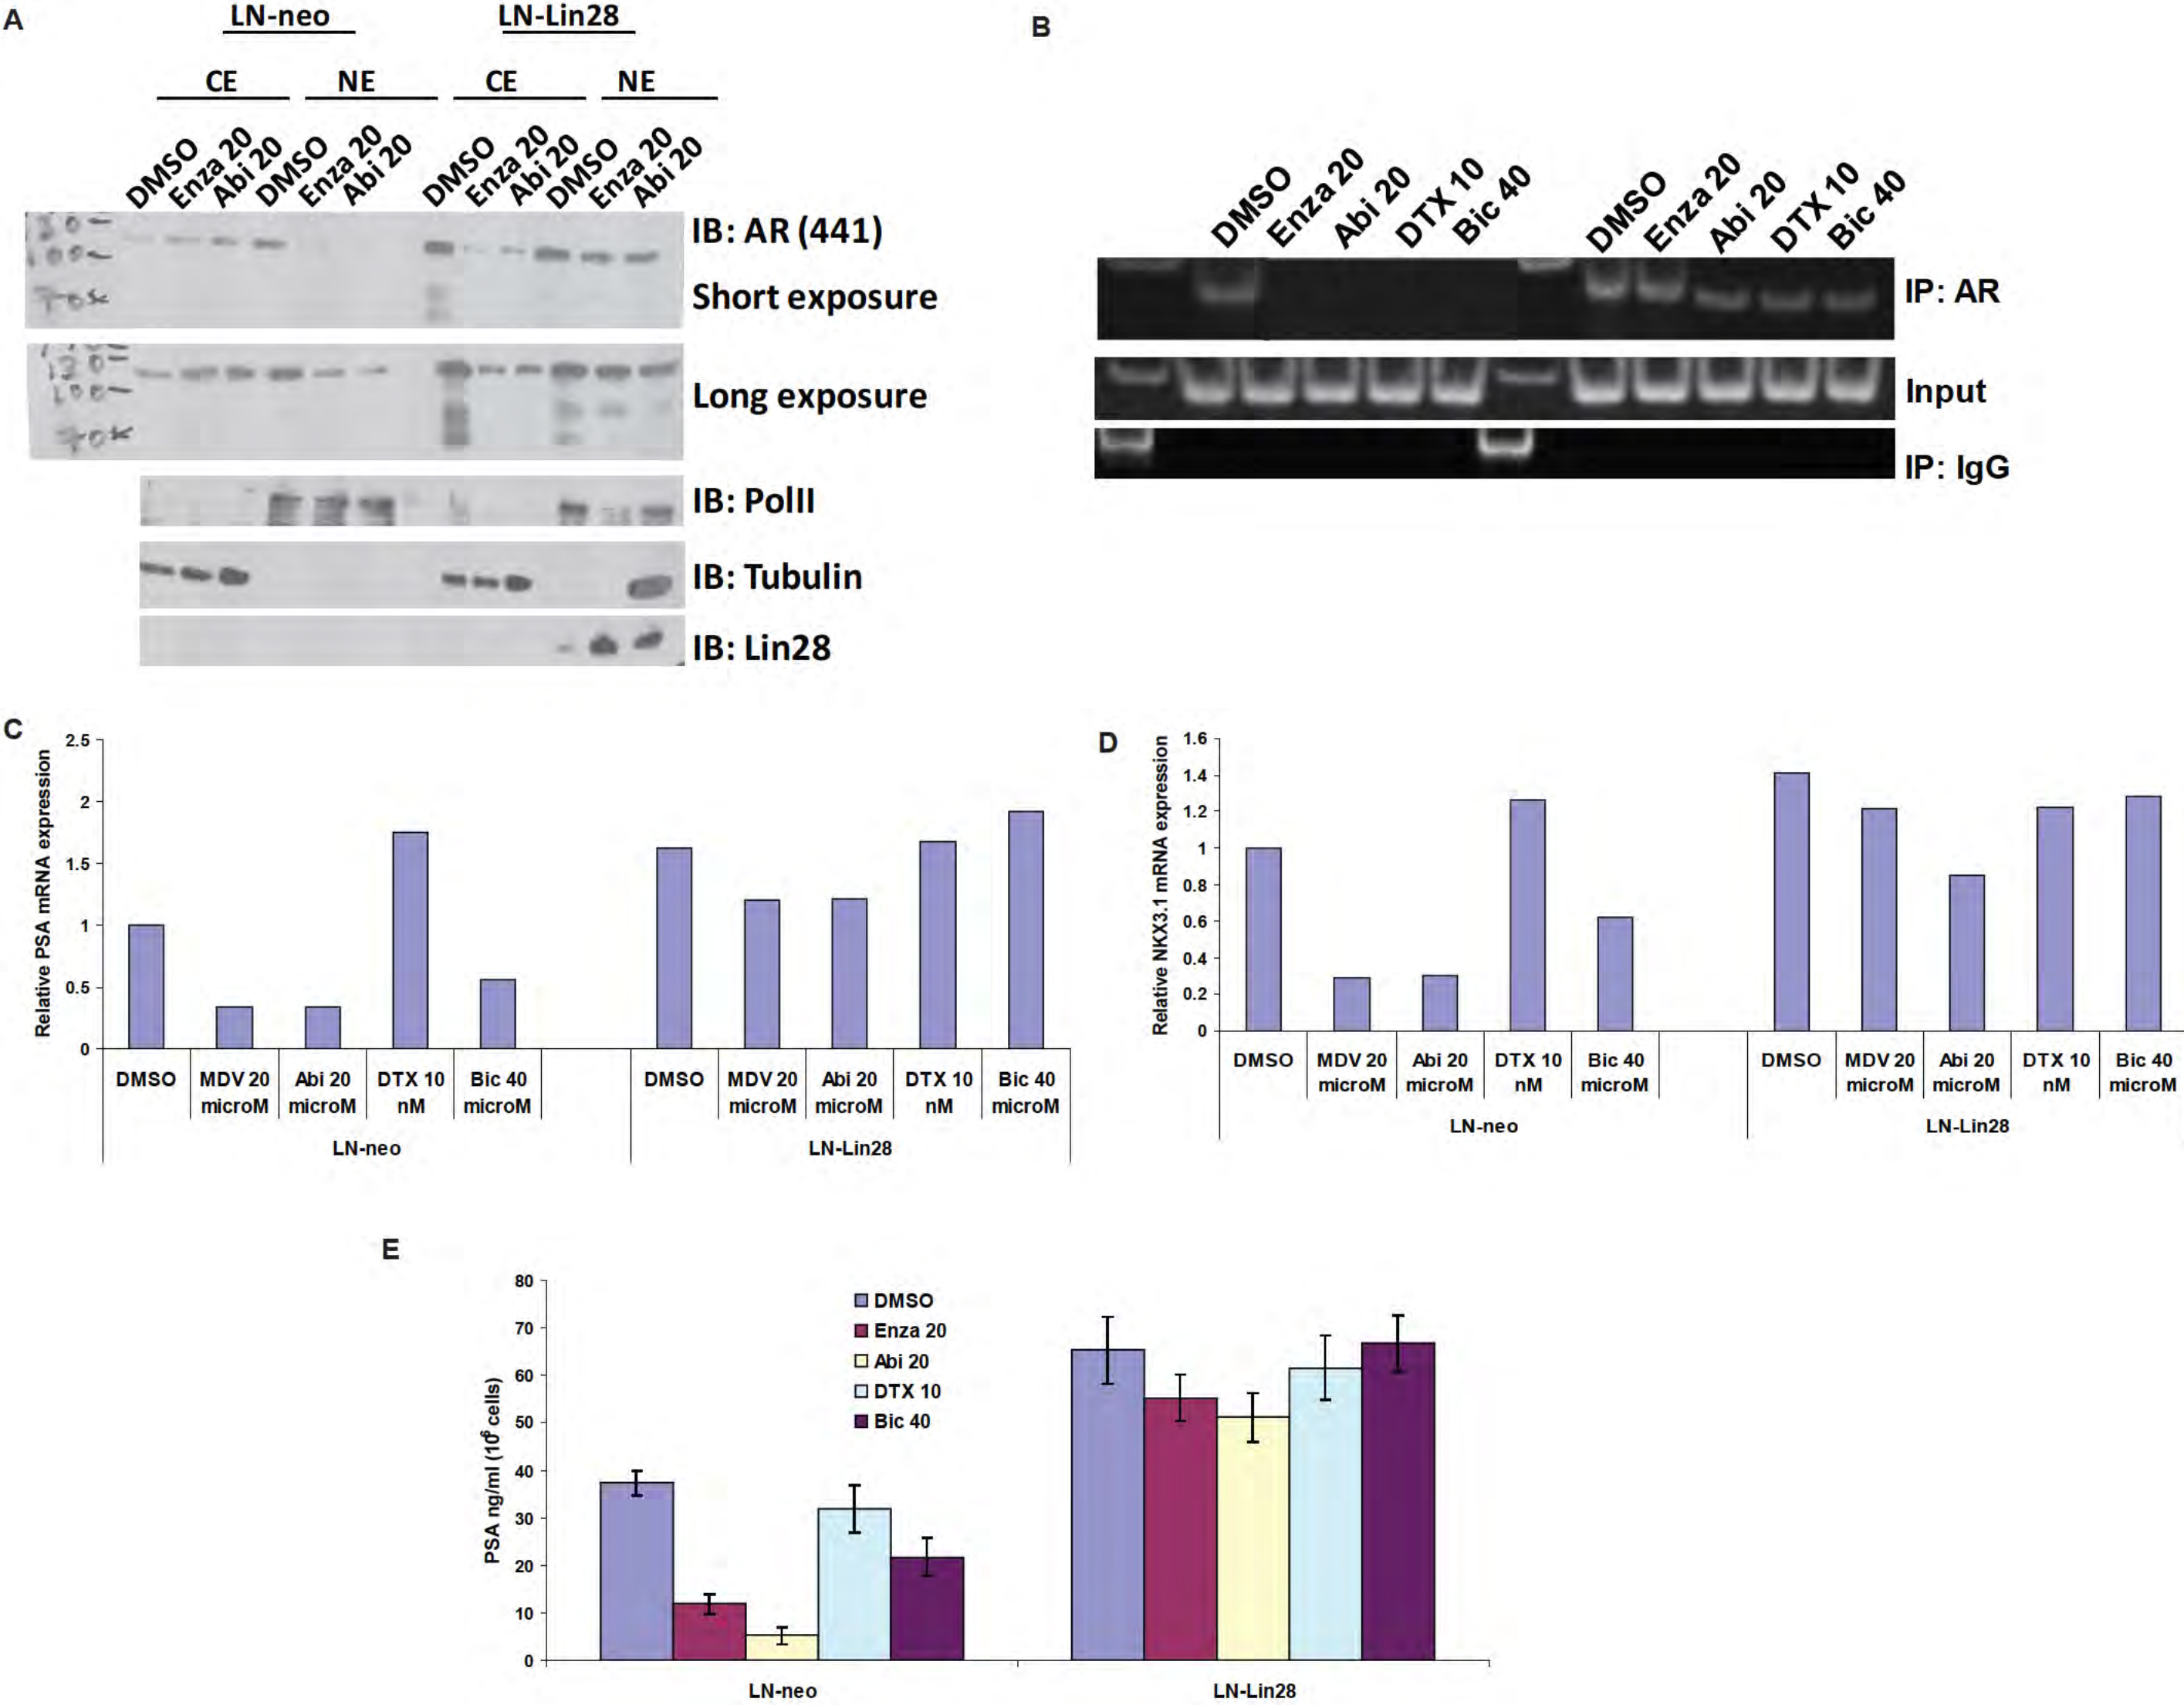 A
LN-neo LN-Lin28
CE NE CE NE
DMSO Enza 20 Abi 20 DMSO Enza 20 Abi 20 DMSO Enza 20 Abi 20 DMSO Enza 20 Abi 20
IB: AR (441)
100
70
Short exposure
120
100
70
Long exposure
IB: PolII
IB: Tubulin
IB: Lin28
B
DMSO Enza 20 Abi 20 DTX 10 Bic 40 DMSO Enza 20 Abi 20 DTX 10 Bic 40
IP: AR
Input
IP: IgG
C
Relative PSA mRNA expression
2.5
2
1.5
1
0.5
0
DMSO MDV 20 Abi 20 DTX 10 Bic 40 DMSO MDV 20 Abi 20 DTX 10 Bic 40
microM microM nM microM microM microM nM microM
LN-neo LN-Lin28
D
Relative NKX3.1 mRNA expression
1.6
1.4
1.2
1
0.8
0.6
0.4
0.2
0
DMSO MDV 20 Abi 20 DTX 10 Bic 40 DMSO MDV 20 Abi 20 DTX 10 Bic 40
microM microM nM microM microM microM nM microM
LN-neo LN-Lin28
E
PSA ng/ml (10⁶ cells)
80
70
60
50
40
30
20
10
0
DMSO
Enza 20
Abi 20
DTX 10
Bic 40
LN-neo LN-Lin28